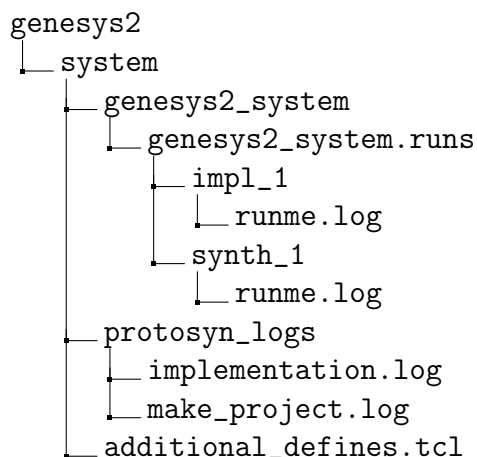 genesys2
system
genesys2_system
genesys2_system.runs
impl_1
runme.log
synth_1
runme.log
protosyn_logs
implementation.log
make_project.log
additional_defines.tcl